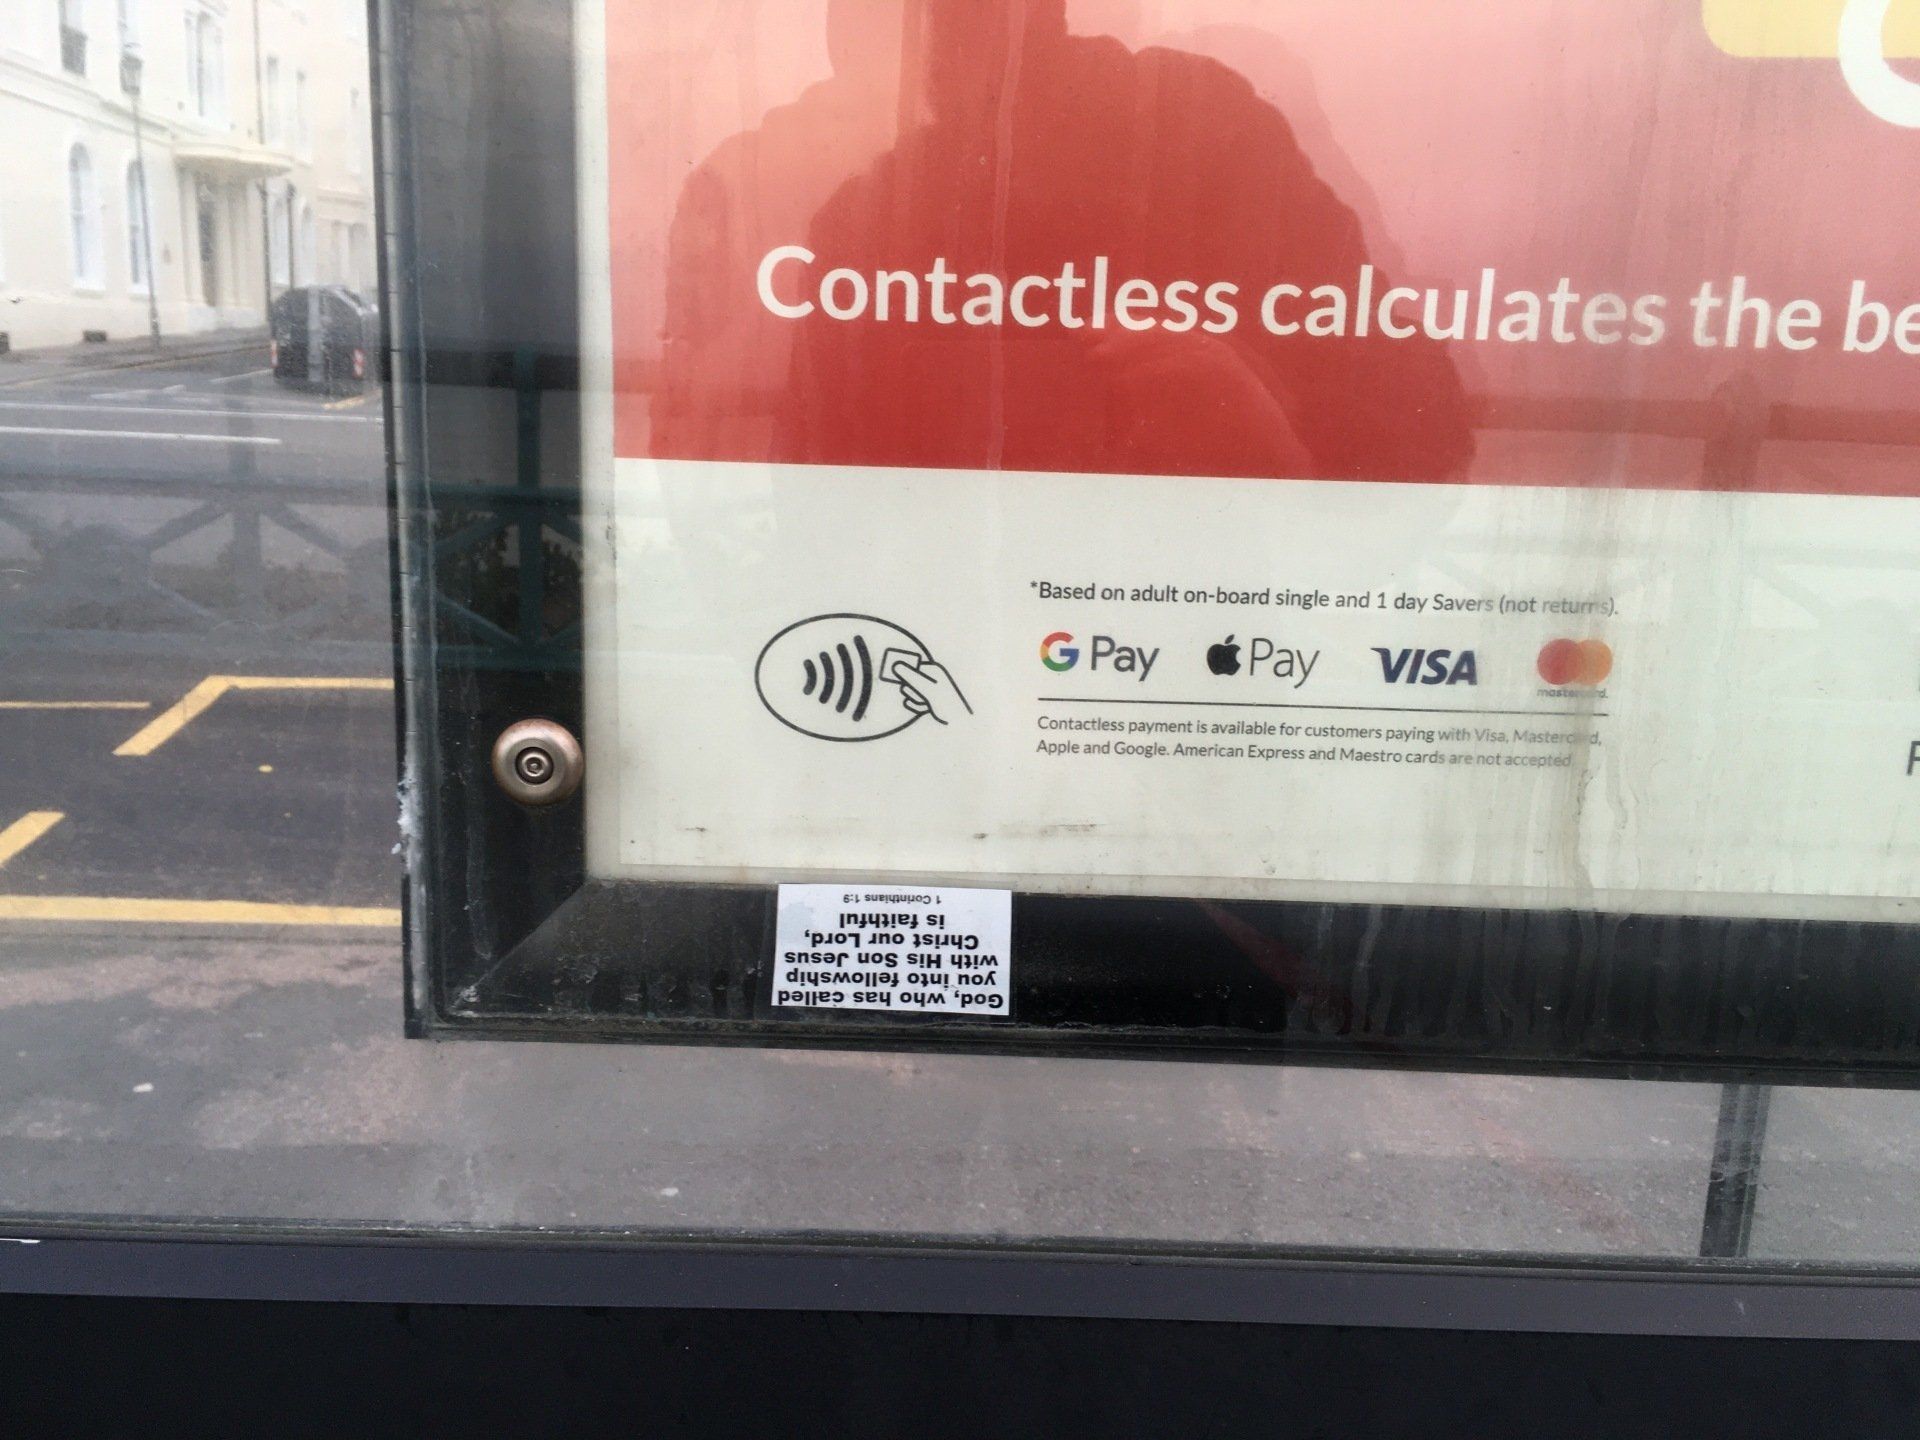 Contactless calculates the be
*Based on adult on-board single and 1 day Savers (not returns).
G Pay Pay VISA mastercard.
Contactless payment is available for customers paying with Visa, Mastercard,
Apple and Google. American Express and Maestro cards are not accepted
God, who has called
you into fellowship
with His Son Jesus
Christ our Lord,
is faithful
1 Corinthians 1:9